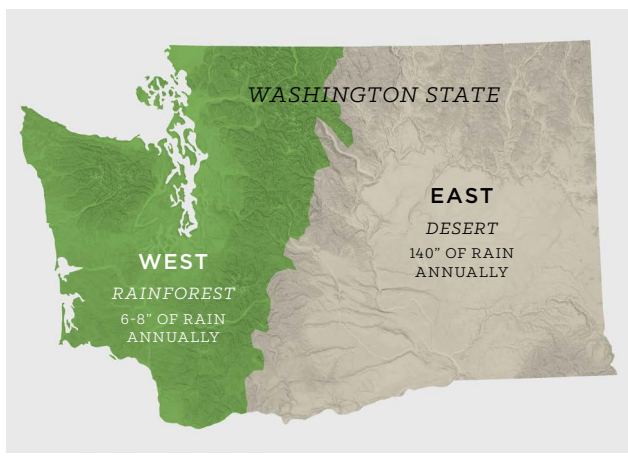 WASHINGTON STATE
WEST
RAINFOREST
6-8" OF RAIN
ANNUALLY
EAST
DESERT
140" OF RAIN
ANNUALLY